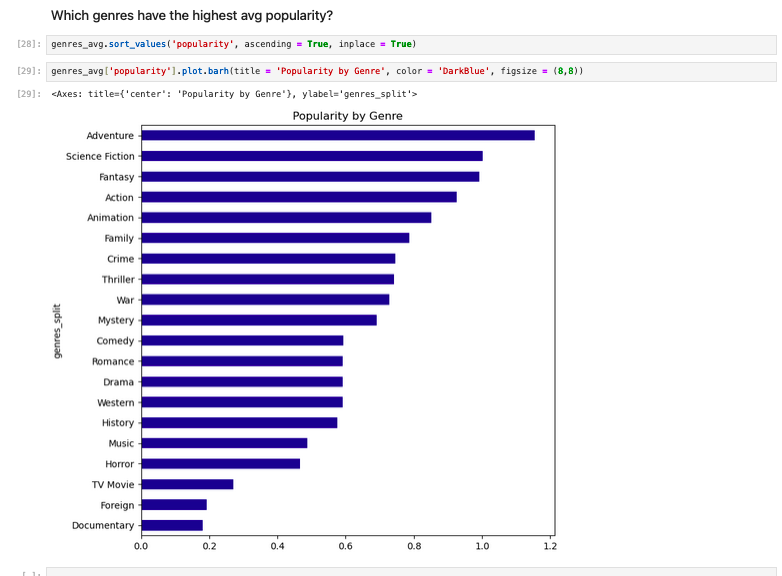 Which genres have the highest avg popularity?
[28]: genres_avg.sort_values('popularity', ascending = True, inplace = True)
[29]: genres_avg['popularity'].plot.barh(title = 'Popularity by Genre', color = 'DarkBlue', figsize = (8,8))
[29]: <Axes: title={'center': 'Popularity by Genre'}, ylabel='genres_split'>
Popularity by Genre
Adventure
Science Fiction
Fantasy
Action
Animation
Family
Crime
Thriller
War
Mystery
Comedy
Romance
Drama
Western
History
Music
Horror
TV Movie
Foreign
Documentary
genres_split
0.0 0.2 0.4 0.6 0.8 1.0 1.2
[ ]: